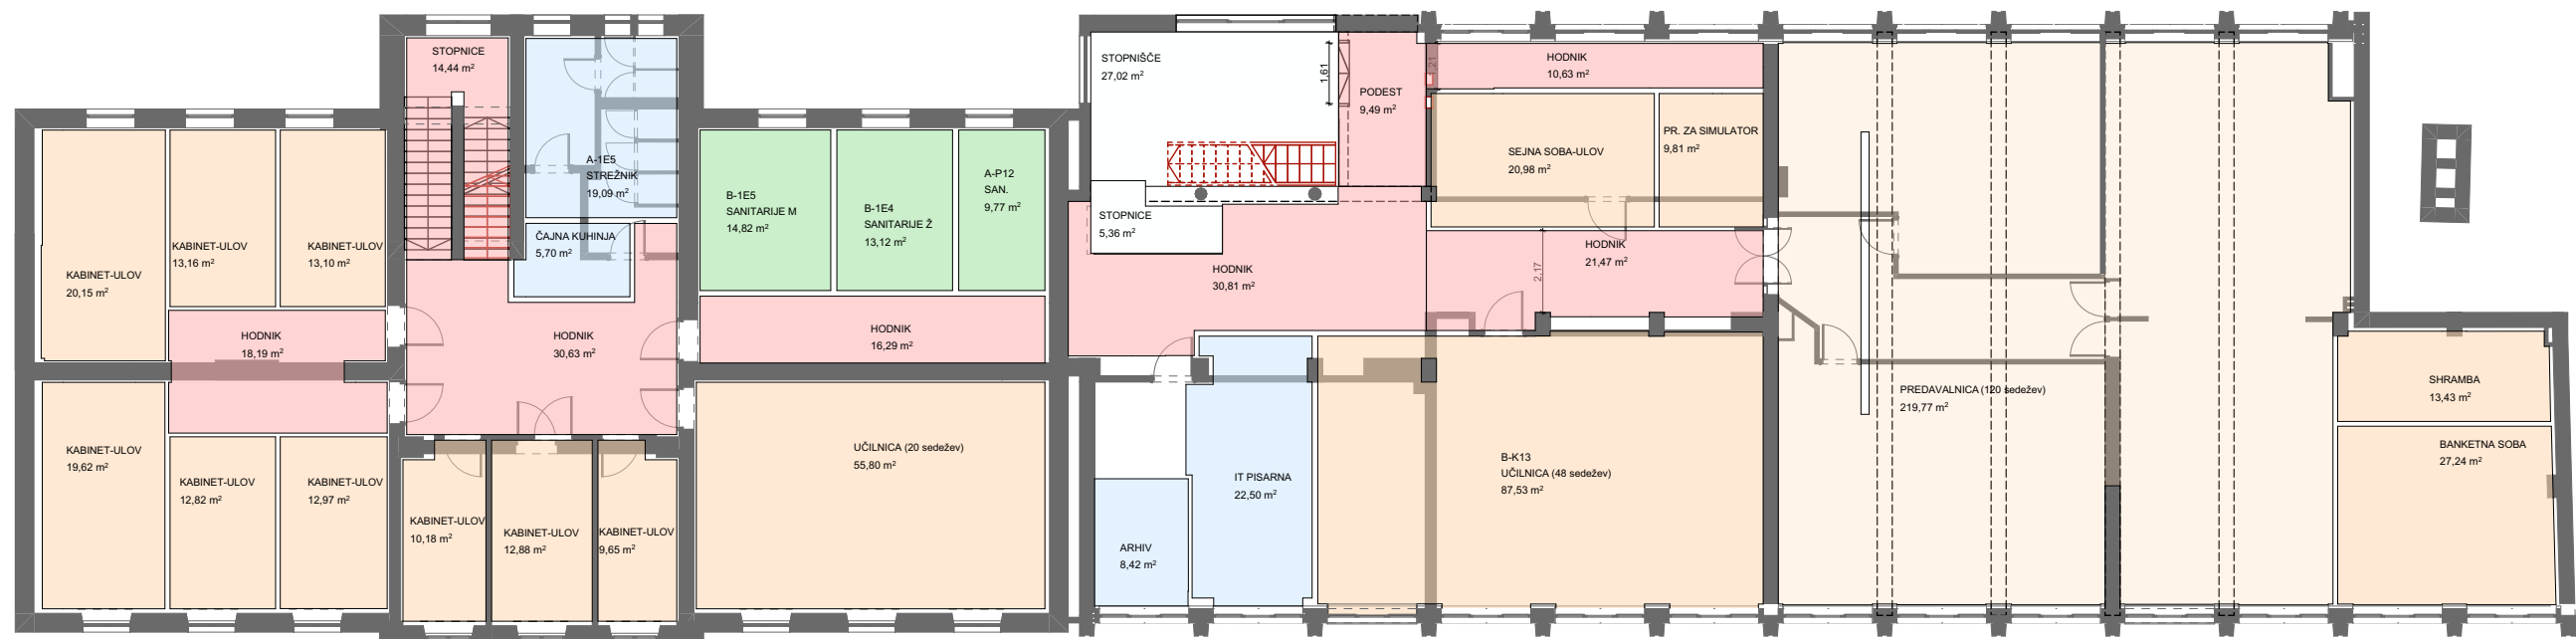 STOPNICE
14,44 m²
A-1E5
STREŽNIK
19,09 m²
ČAJNA KUHINJA
5,70 m²
KABINET-ULOV
20,15 m²
KABINET-ULOV
13,16 m²
KABINET-ULOV
13,10 m²
HODNIK
18,19 m²
HODNIK
30,63 m²
KABINET-ULOV
19,62 m²
KABINET-ULOV
12,82 m²
KABINET-ULOV
12,97 m²
KABINET-ULOV
10,18 m²
KABINET-ULOV
12,88 m²
KABINET-ULOV
9,65 m²
B-1E5
SANITARIJE M
14,82 m²
B-1E4
SANITARIJE Ž
13,12 m²
A-P12
SAN.
9,77 m²
HODNIK
16,29 m²
UČILNICA (20 sedežev)
55,80 m²
STOPNIŠČE
27,02 m²
1,61
PODEST
9,49 m²
1,21
HODNIK
10,63 m²
SEJNA SOBA-ULOV
20,98 m²
PR. ZA SIMULATOR
9,81 m²
STOPNICE
5,36 m²
HODNIK
30,81 m²
2,17
HODNIK
21,47 m²
ARHIV
8,42 m²
IT PISARNA
22,50 m²
B-K13
UČILNICA (48 sedežev)
87,53 m²
PREDAVALNICA (120 sedežev)
219,77 m²
SHRAMBA
13,43 m²
BANKETNA SOBA
27,24 m²